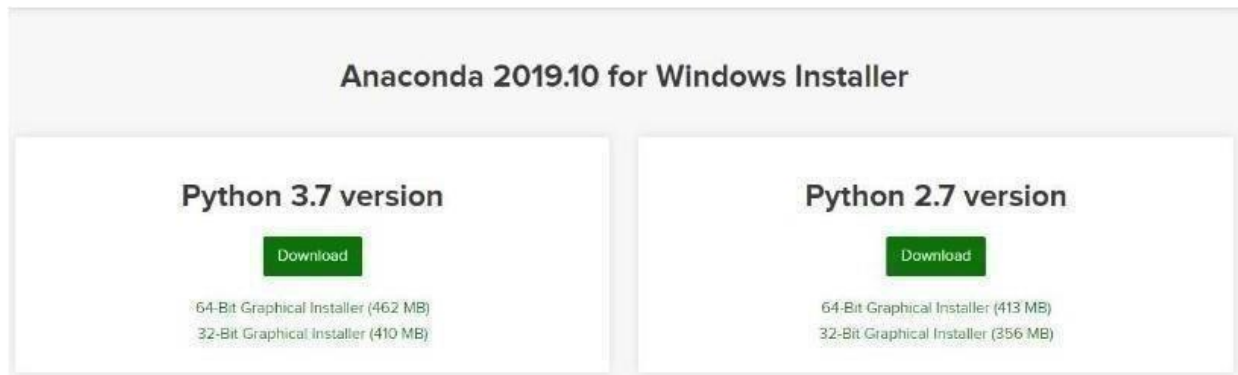 Anaconda 2019.10 for Windows Installer
Python 3.7 version
Download
64-Bit Graphical Installer (462 MB)
32-Bit Graphical Installer (410 MB)
Python 2.7 version
Download
64-Bit Graphical Installer (413 MB)
32-Bit Graphical Installer (356 MB)